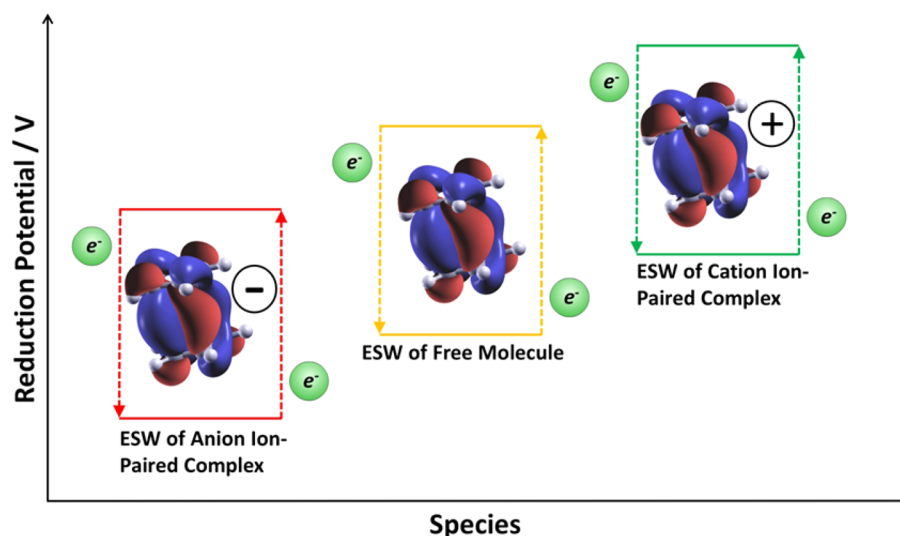 Reduction Potential / V
e-
e-
e-
e-
e-
e-
+
-
ESW of Cation Ion-
Paired Complex
ESW of Free Molecule
ESW of Anion Ion-
Paired Complex
Species